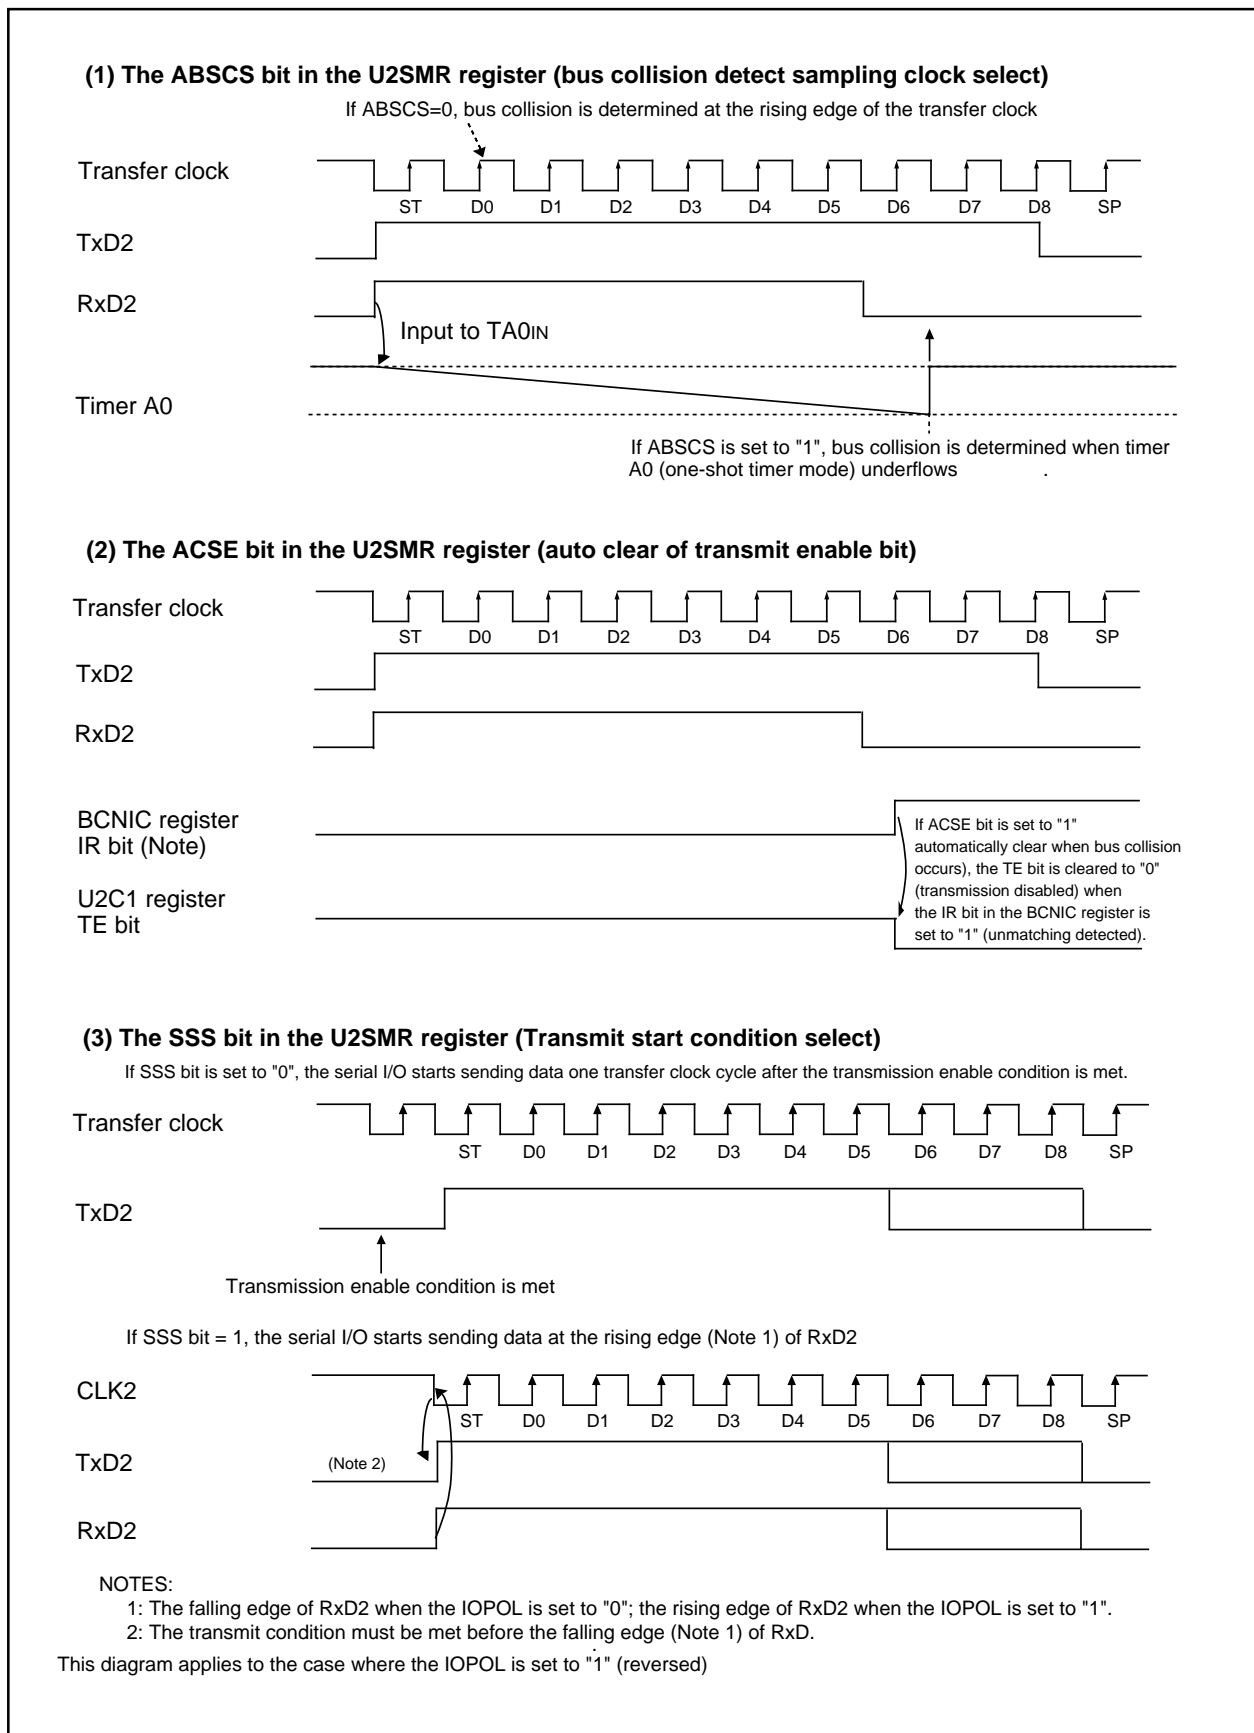 (1) The ABSCS bit in the U2SMR register (bus collision detect sampling clock select)
If ABSCS=0, bus collision is determined at the rising edge of the transfer clock
Transfer clock
ST D0 D1 D2 D3 D4 D5 D6 D7 D8 SP
TxD2
RxD2
Input to TA0IN
Timer A0
If ABSCS is set to "1", bus collision is determined when timer
A0 (one-shot timer mode) underflows .
(2) The ACSE bit in the U2SMR register (auto clear of transmit enable bit)
Transfer clock
ST D0 D1 D2 D3 D4 D5 D6 D7 D8 SP
TxD2
RxD2
BCNIC register
IR bit (Note)
U2C1 register
TE bit
If ACSE bit is set to "1"
automatically clear when bus collision
occurs), the TE bit is cleared to "0"
(transmission disabled) when
the IR bit in the BCNIC register is
set to "1" (unmatching detected).
(3) The SSS bit in the U2SMR register (Transmit start condition select)
If SSS bit is set to "0", the serial I/O starts sending data one transfer clock cycle after the transmission enable condition is met.
Transfer clock
ST D0 D1 D2 D3 D4 D5 D6 D7 D8 SP
TxD2
Transmission enable condition is met
If SSS bit = 1, the serial I/O starts sending data at the rising edge (Note 1) of RxD2
CLK2
ST D0 D1 D2 D3 D4 D5 D6 D7 D8 SP
TxD2
(Note 2)
RxD2
NOTES:
1: The falling edge of RxD2 when the IOPOL is set to "0"; the rising edge of RxD2 when the IOPOL is set to "1".
2: The transmit condition must be met before the falling edge (Note 1) of RxD.
.
This diagram applies to the case where the IOPOL is set to "1" (reversed)